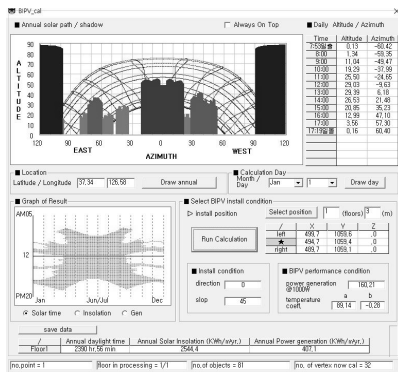 BIPV_cal
Annual solar path / shadow
Always On Top
90
80
70
60
50
40
30
20
10
0
ALTITUDE
120 90 60 30 0 30 60 90 120
EAST
AZIMUTH
WEST
Daily Altitude / Azimuth
Time Altitude Azimuth
7:53일출 0,13 -60,42
8:00 1,34 -59,35
9:00 11,04 -49,47
10:00 19,29 -37,99
11:00 25,50 -24,65
12:00 29,03 -9,63
13:00 29,39 6,18
14:00 26,53 21,48
15:00 20,85 35,23
16:00 12,99 47,10
17:00 3,56 57,30
17:19일몰 0,16 60,40
Location
Latitude / Longitude 37,34 126,58 Draw annual
Calculation Day
Month / Day Jan 1 Draw day
Graph of Result
AM05
12
PM20
Jan Jun/Jul Dec
Solar time Insolation Gen
Select BIPV install condition
Install position
Select position 1 (floors) 3 (m)
Run Calculation
/ X Y Z
left 499,7 1059,6 ,0
★ 494,7 1059,4 ,0
right 489,7 1059,1 ,0
Install condition
direction 0
slop 45
BIPV performance condition
power generation @1000W 160,21
a b
temperature coefi, 89,14 -0,28
save data
/ Annual daylight time Annual Solar Insolation (KWh/㎡yr.) Annual Power generation (KWh/㎡yr.)
Floor1 2390 hr,56 min 2544,4 407,1
no,point = 1
floor in processing = 1/1
no, of objects = 81
no, of vertex now cal = 32